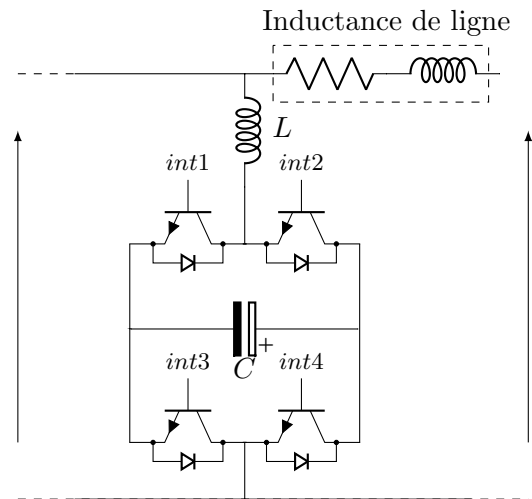 Inductance de ligne
L
int1 int2
+
C
int3 int4